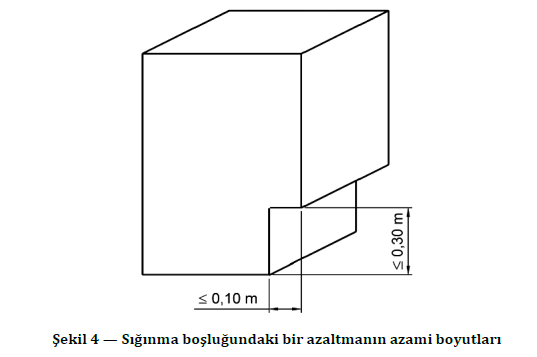 ≤ 0,30 m
≤ 0,10 m
Şekil 4 — Sığınma boşluğundaki bir azaltmanın azami boyutları